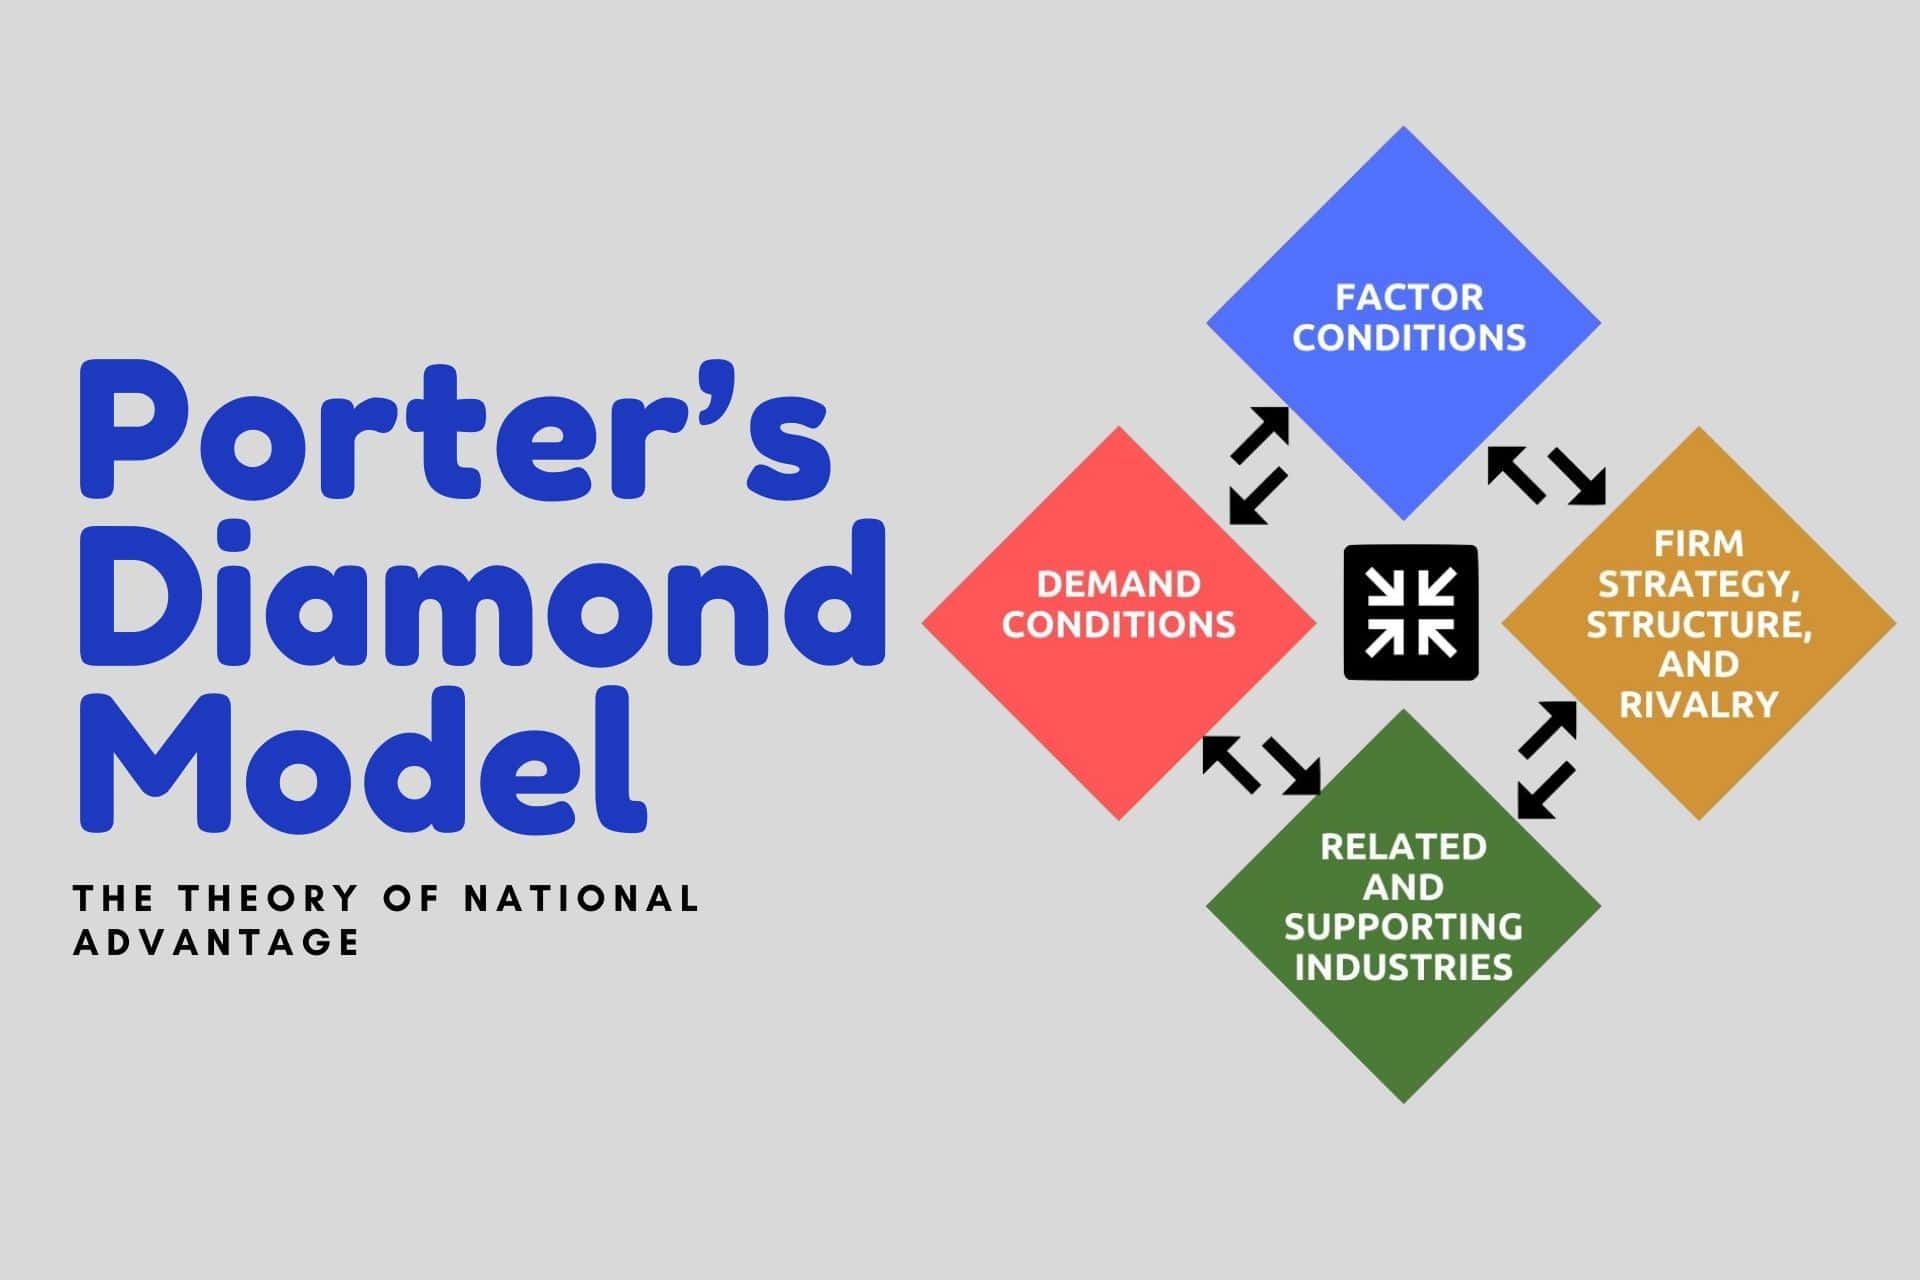 Porter's
Diamond
Model
THE THEORY OF NATIONAL
ADVANTAGE
FACTOR
CONDITIONS
DEMAND
CONDITIONS
FIRM
STRATEGY,
STRUCTURE,
AND
RIVALRY
RELATED
AND
SUPPORTING
INDUSTRIES